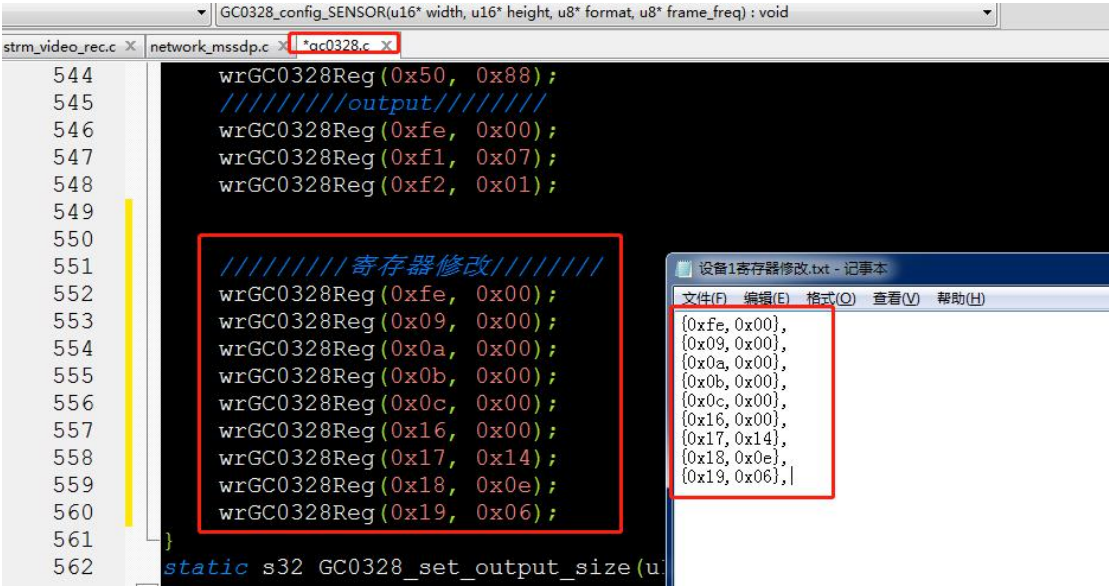 GC0328_config_SENSOR(u16* width, u16* height, u8* format, u8* frame_freq) : void
strm_video_rec.c network_mssdp.c *gc0328.c
544 wrGC0328Reg(0x50, 0x88);
545 /////////output////////
546 wrGC0328Reg(0xfe, 0x00);
547 wrGC0328Reg(0xf1, 0x07);
548 wrGC0328Reg(0xf2, 0x01);
549
550
551 /////////寄存器修改////////
552 wrGC0328Reg(0xfe, 0x00);
553 wrGC0328Reg(0x09, 0x00);
554 wrGC0328Reg(0x0a, 0x00);
555 wrGC0328Reg(0x0b, 0x00);
556 wrGC0328Reg(0x0c, 0x00);
557 wrGC0328Reg(0x16, 0x00);
558 wrGC0328Reg(0x17, 0x14);
559 wrGC0328Reg(0x18, 0x0e);
560 wrGC0328Reg(0x19, 0x06);
561 }
562 static s32 GC0328_set_output_size(u
设备1寄存器修改.txt - 记事本
文件(F) 编辑(E) 格式(O) 查看(V) 帮助(H)
{0xfe,0x00},
{0x09,0x00},
{0x0a,0x00},
{0x0b,0x00},
{0x0c,0x00},
{0x16,0x00},
{0x17,0x14},
{0x18,0x0e},
{0x19,0x06},